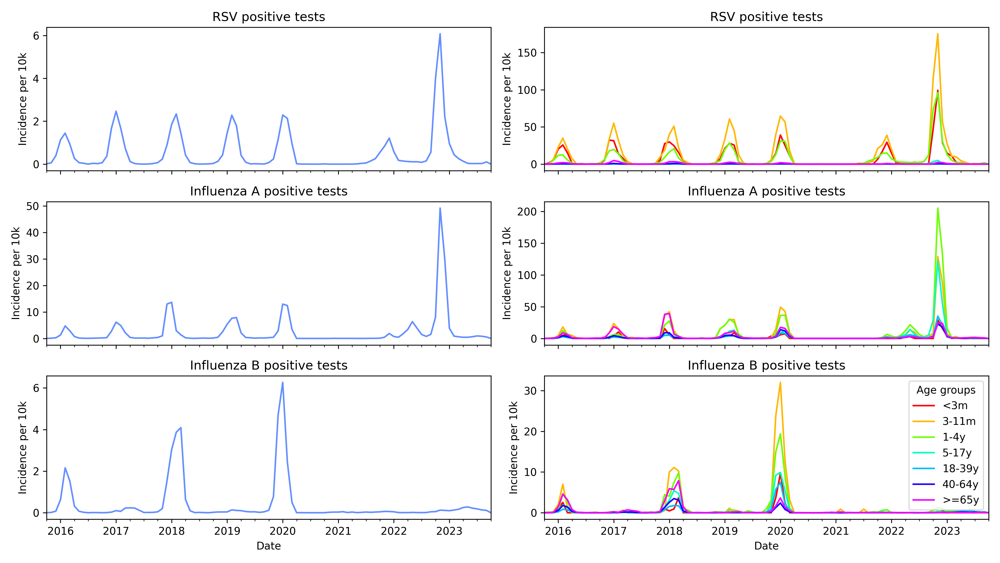 RSV positive tests
Incidence per 10k
6
4
2
0
RSV positive tests
Incidence per 10k
150
100
50
0
Influenza A positive tests
Incidence per 10k
50
40
30
20
10
0
Influenza A positive tests
Incidence per 10k
200
150
100
50
0
Influenza B positive tests
Incidence per 10k
6
4
2
0
2016 2017 2018 2019 2020 2021 2022 2023
Date
Influenza B positive tests
Incidence per 10k
30
20
10
0
Age groups
<3m
3-11m
1-4y
5-17y
18-39y
40-64y
>=65y
2016 2017 2018 2019 2020 2021 2022 2023
Date